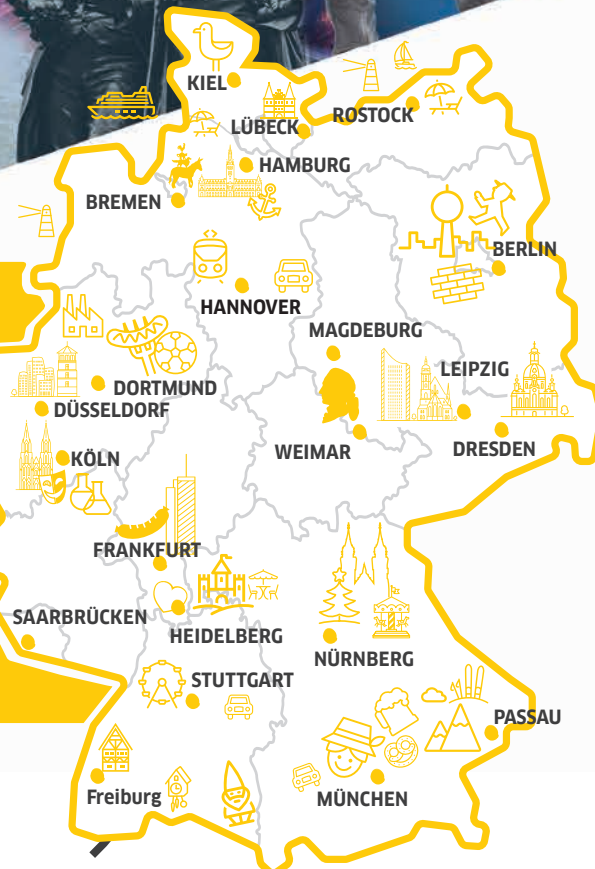 KIEL
LÜBECK
ROSTOCK
HAMBURG
BREMEN
BERLIN
HANNOVER
MAGDEBURG
LEIPZIG
DORTMUND
DÜSSELDORF
WEIMAR
DRESDEN
KÖLN
FRANKFURT
SAARBRÜCKEN
HEIDELBERG
NÜRNBERG
STUTTGART
PASSAU
Freiburg
MÜNCHEN